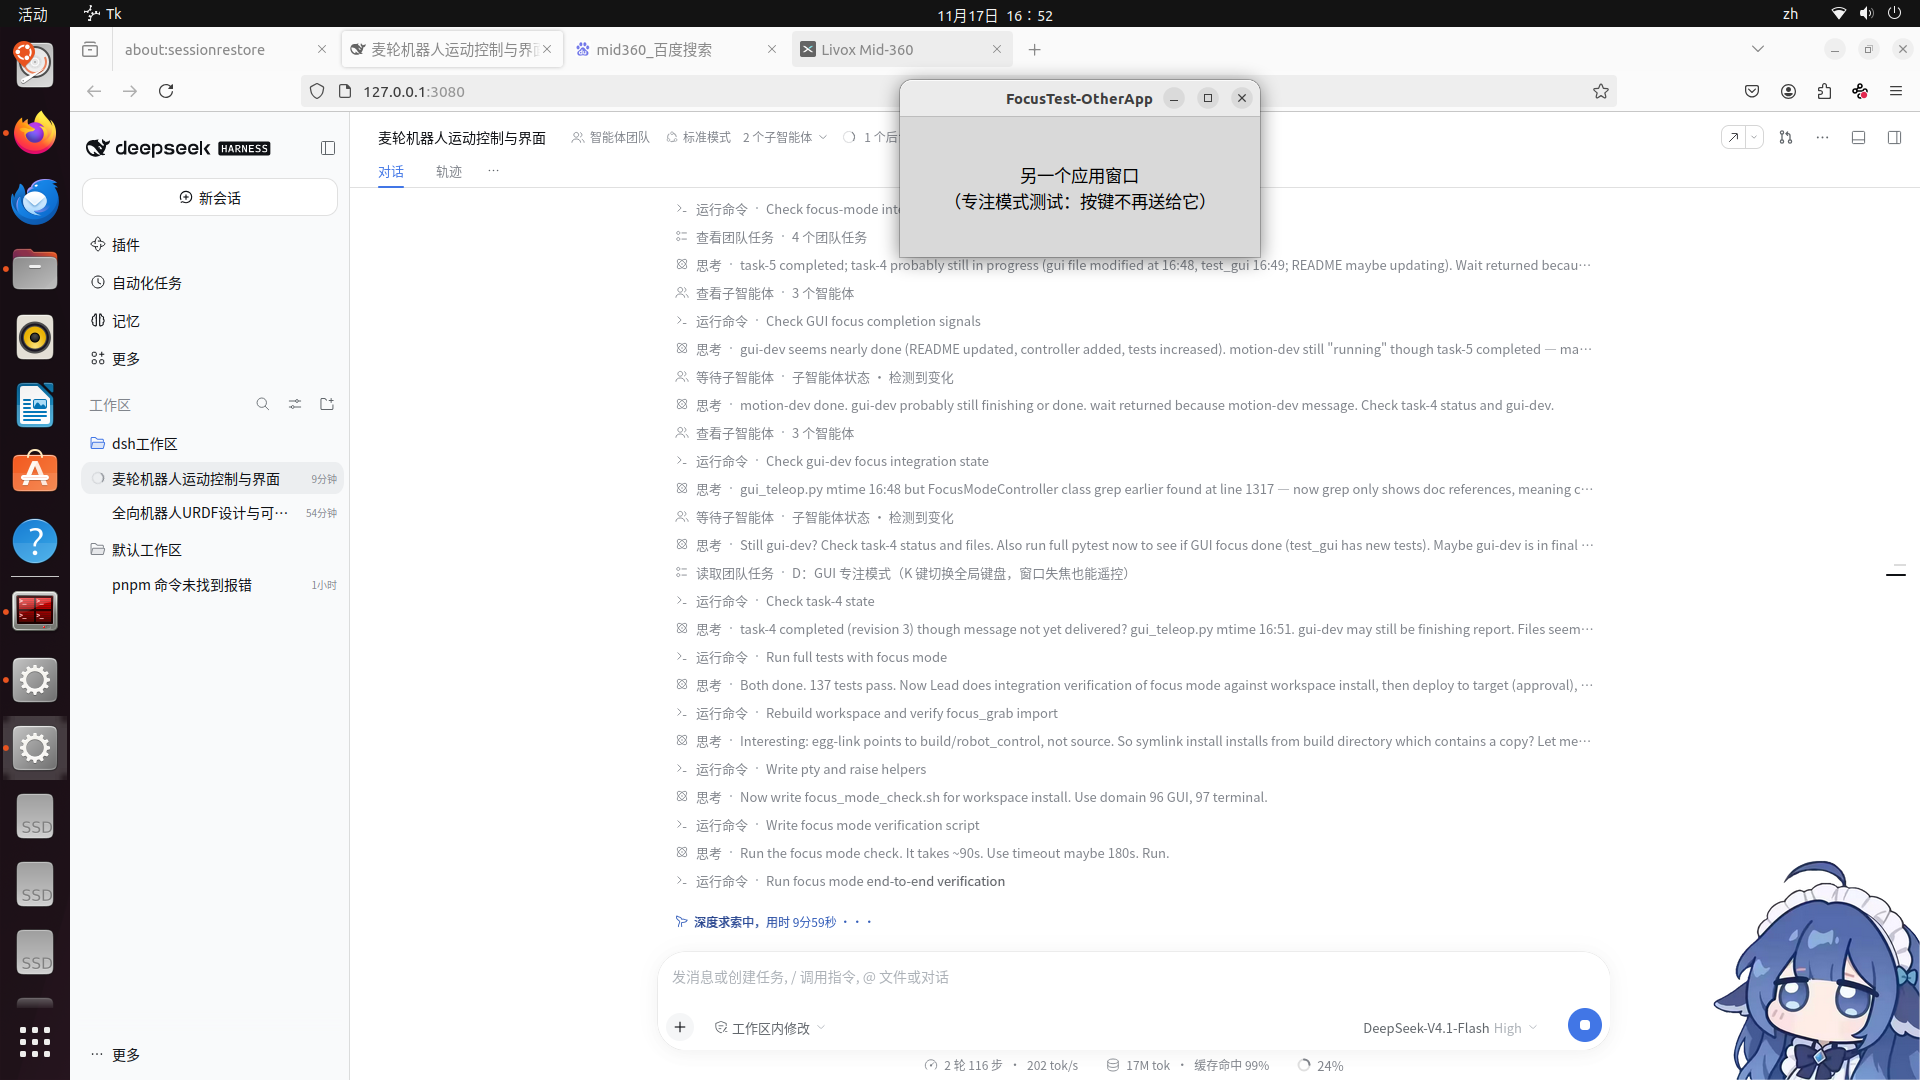 活动
Tk
11月17日 16：52
zh
about:sessionrestore
麦轮机器人运动控制与界面
mid360_百度搜索
Livox Mid-360
127.0.0.1:3080
FocusTest-OtherApp
另一个应用窗口
（专注模式测试：按键不再送给它）
deepseek HARNESS
新会话
插件
自动化任务
记忆
更多
工作区
dsh工作区
麦轮机器人运动控制与界面 9分钟
全向机器人URDF设计与可… 54分钟
默认工作区
pnpm 命令未找到报错 1小时
… 更多
麦轮机器人运动控制与界面 智能体团队 标准模式 2 个子智能体 1 个后
对话 轨迹 …
运行命令 · Check focus-mode inte
查看团队任务 · 4 个团队任务
思考 · task-5 completed; task-4 probably still in progress (gui file modified at 16:48, test_gui 16:49; README maybe updating). Wait returned becau…
查看子智能体 · 3 个智能体
运行命令 · Check GUI focus completion signals
思考 · gui-dev seems nearly done (README updated, controller added, tests increased). motion-dev still "running" though task-5 completed — ma…
等待子智能体 · 子智能体状态 · 检测到变化
思考 · motion-dev done. gui-dev probably still finishing or done. wait returned because motion-dev message. Check task-4 status and gui-dev.
查看子智能体 · 3 个智能体
运行命令 · Check gui-dev focus integration state
思考 · gui_teleop.py mtime 16:48 but FocusModeController class grep earlier found at line 1317 — now grep only shows doc references, meaning c…
等待子智能体 · 子智能体状态 · 检测到变化
思考 · Still gui-dev? Check task-4 status and files. Also run full pytest now to see if GUI focus done (test_gui has new tests). Maybe gui-dev is in final …
读取团队任务 · D：GUI 专注模式（K 键切换全局键盘，窗口失焦也能遥控）
运行命令 · Check task-4 state
思考 · task-4 completed (revision 3) though message not yet delivered? gui_teleop.py mtime 16:51. gui-dev may still be finishing report. Files seem…
运行命令 · Run full tests with focus mode
思考 · Both done. 137 tests pass. Now Lead does integration verification of focus mode against workspace install, then deploy to target (approval), …
运行命令 · Rebuild workspace and verify focus_grab import
思考 · Interesting: egg-link points to build/robot_control, not source. So symlink install installs from build directory which contains a copy? Let me…
运行命令 · Write pty and raise helpers
思考 · Now write focus_mode_check.sh for workspace install. Use domain 96 GUI, 97 terminal.
运行命令 · Write focus mode verification script
思考 · Run the focus mode check. It takes ~90s. Use timeout maybe 180s. Run.
运行命令 · Run focus mode end-to-end verification
深度求索中，用时 9分59秒 · · ·
发消息或创建任务, / 调用指令, @ 文件或对话
工作区内修改
DeepSeek-V4.1-Flash High
2 轮 116 步 · 202 tok/s
17M tok · 缓存命中 99%
24%
SSD
SSD
SSD